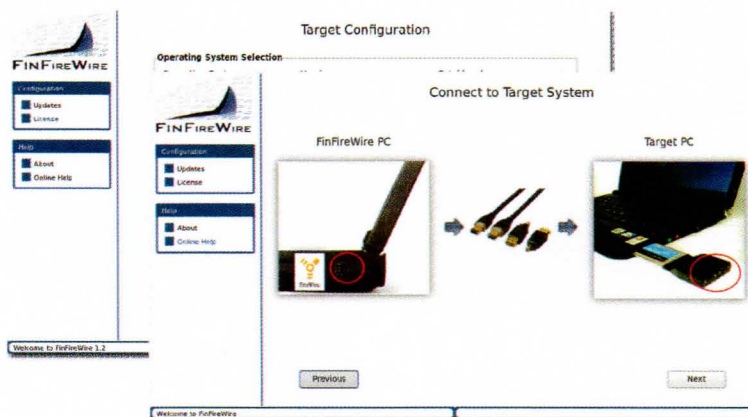 FINFIREWIRE
Configuration
Updates
License
Help
About
Online Help
Welcome to FinFireWire 1.2
Target Configuration
Operating System Selection
FINFIREWIRE
Configuration
Updates
License
Help
About
Online Help
Connect to Target System
FinFireWire PC
Target PC
FireWire
Previous
Next
Welcome to FinFireWire